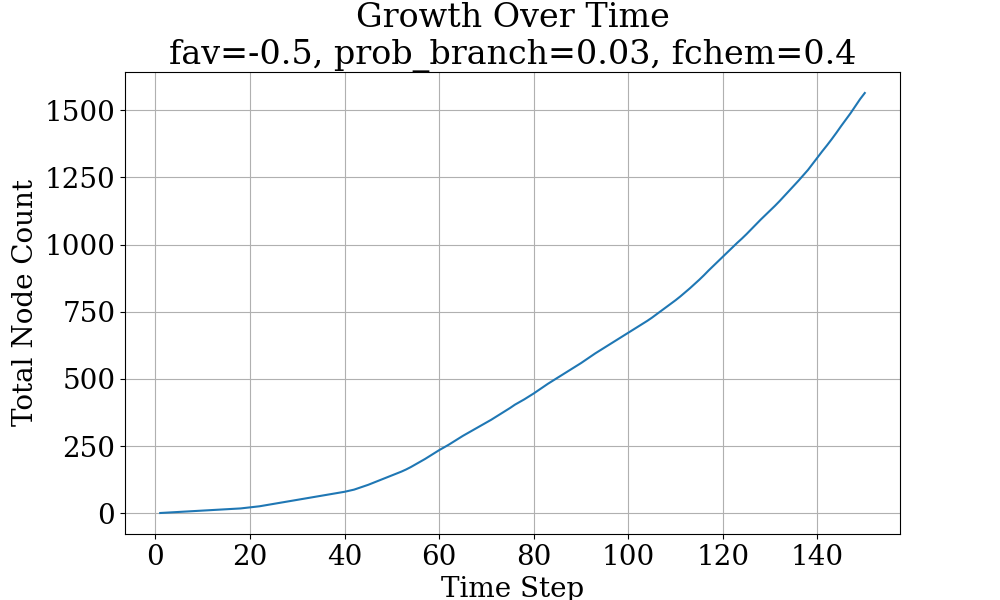 Growth Over Time
fav=-0.5, prob_branch=0.03, fchem=0.4
1500
1250
1000
750
500
250
0
Total Node Count
0 20 40 60 80 100 120 140
Time Step